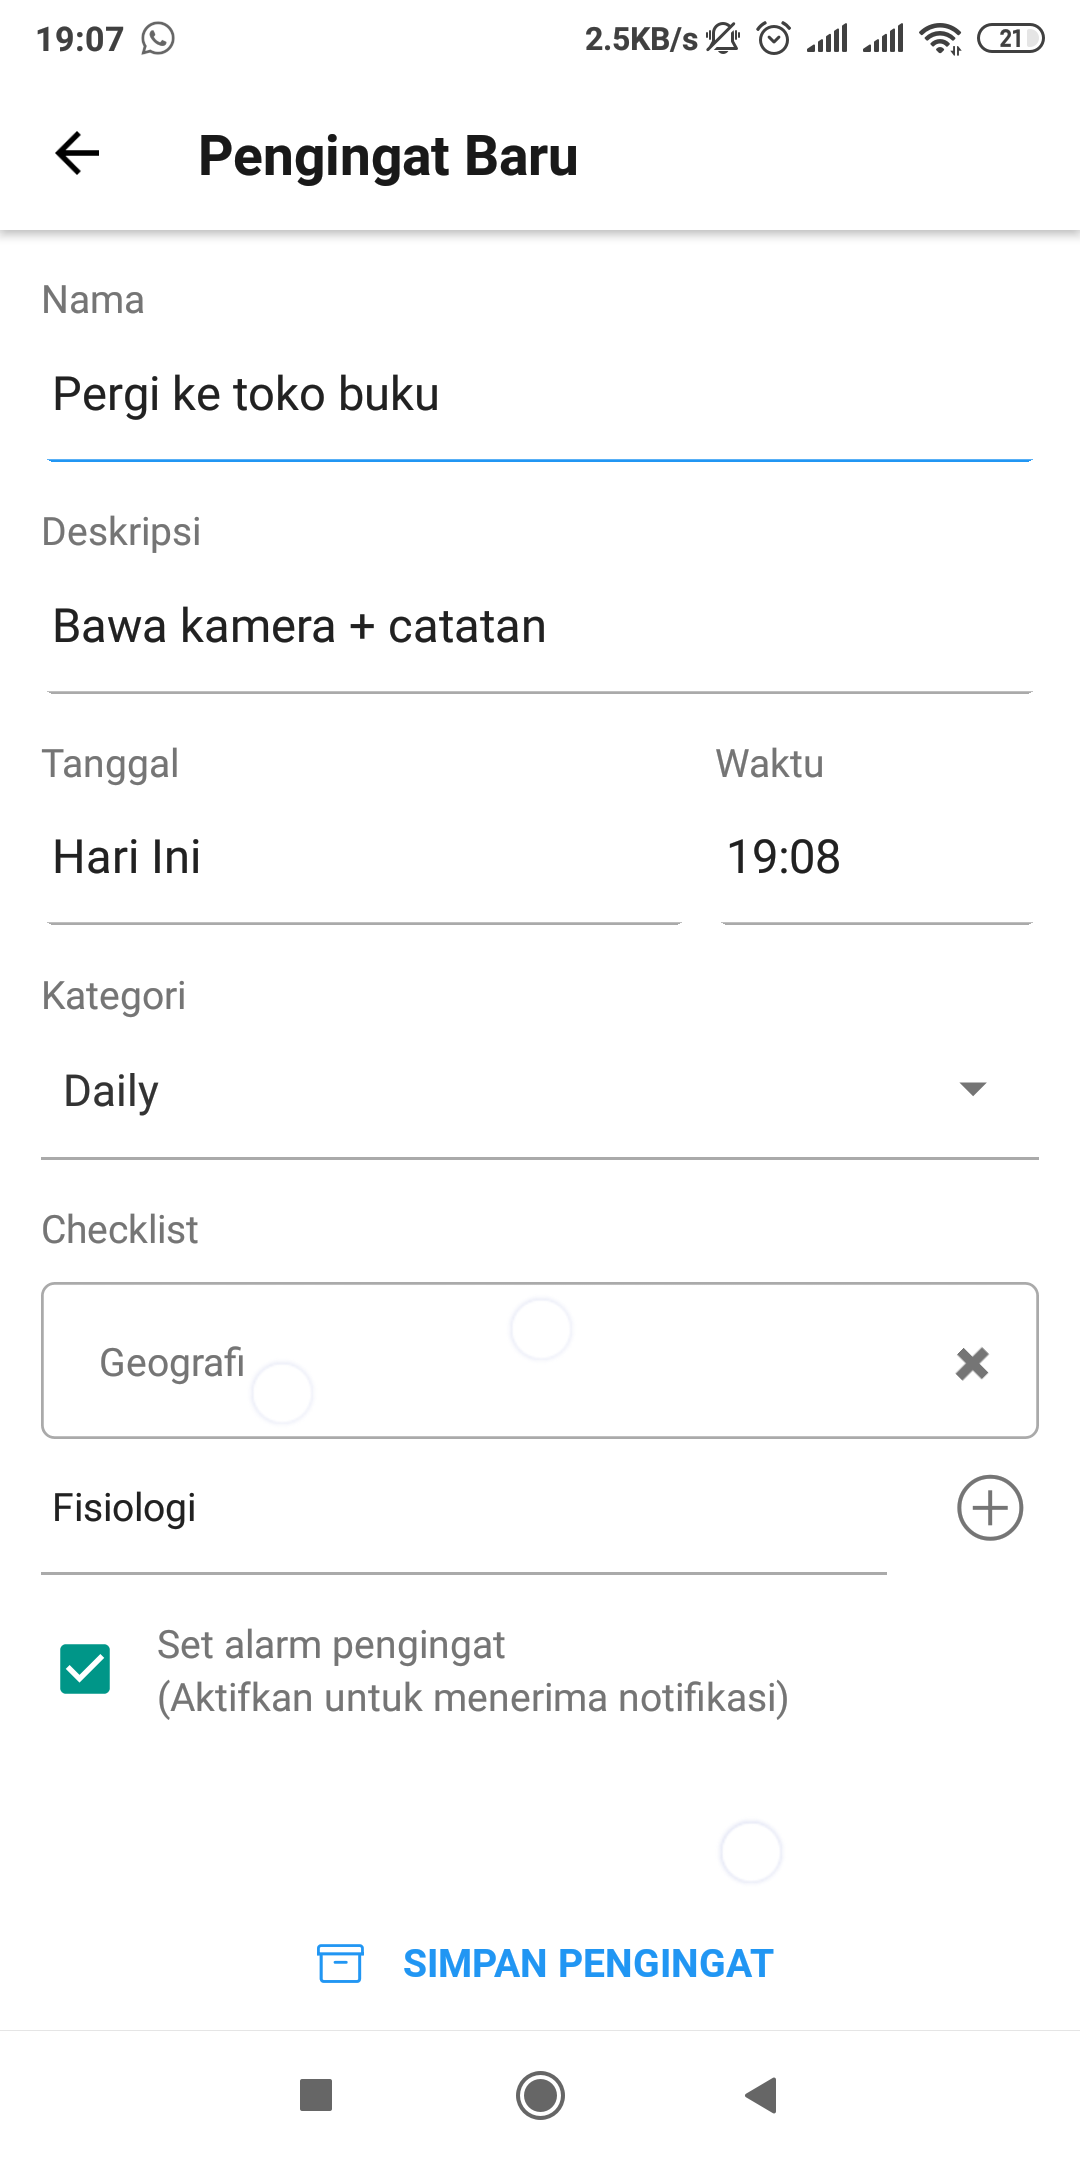 19:07 2.5KB/s 21
Pengingat Baru
Nama
Pergi ke toko buku
Deskripsi
Bawa kamera + catatan
Tanggal Waktu
Hari Ini 19:08
Kategori
Daily
Checklist
Geografi
Fisiologi
Set alarm pengingat
(Aktifkan untuk menerima notifikasi)
SIMPAN PENGINGAT